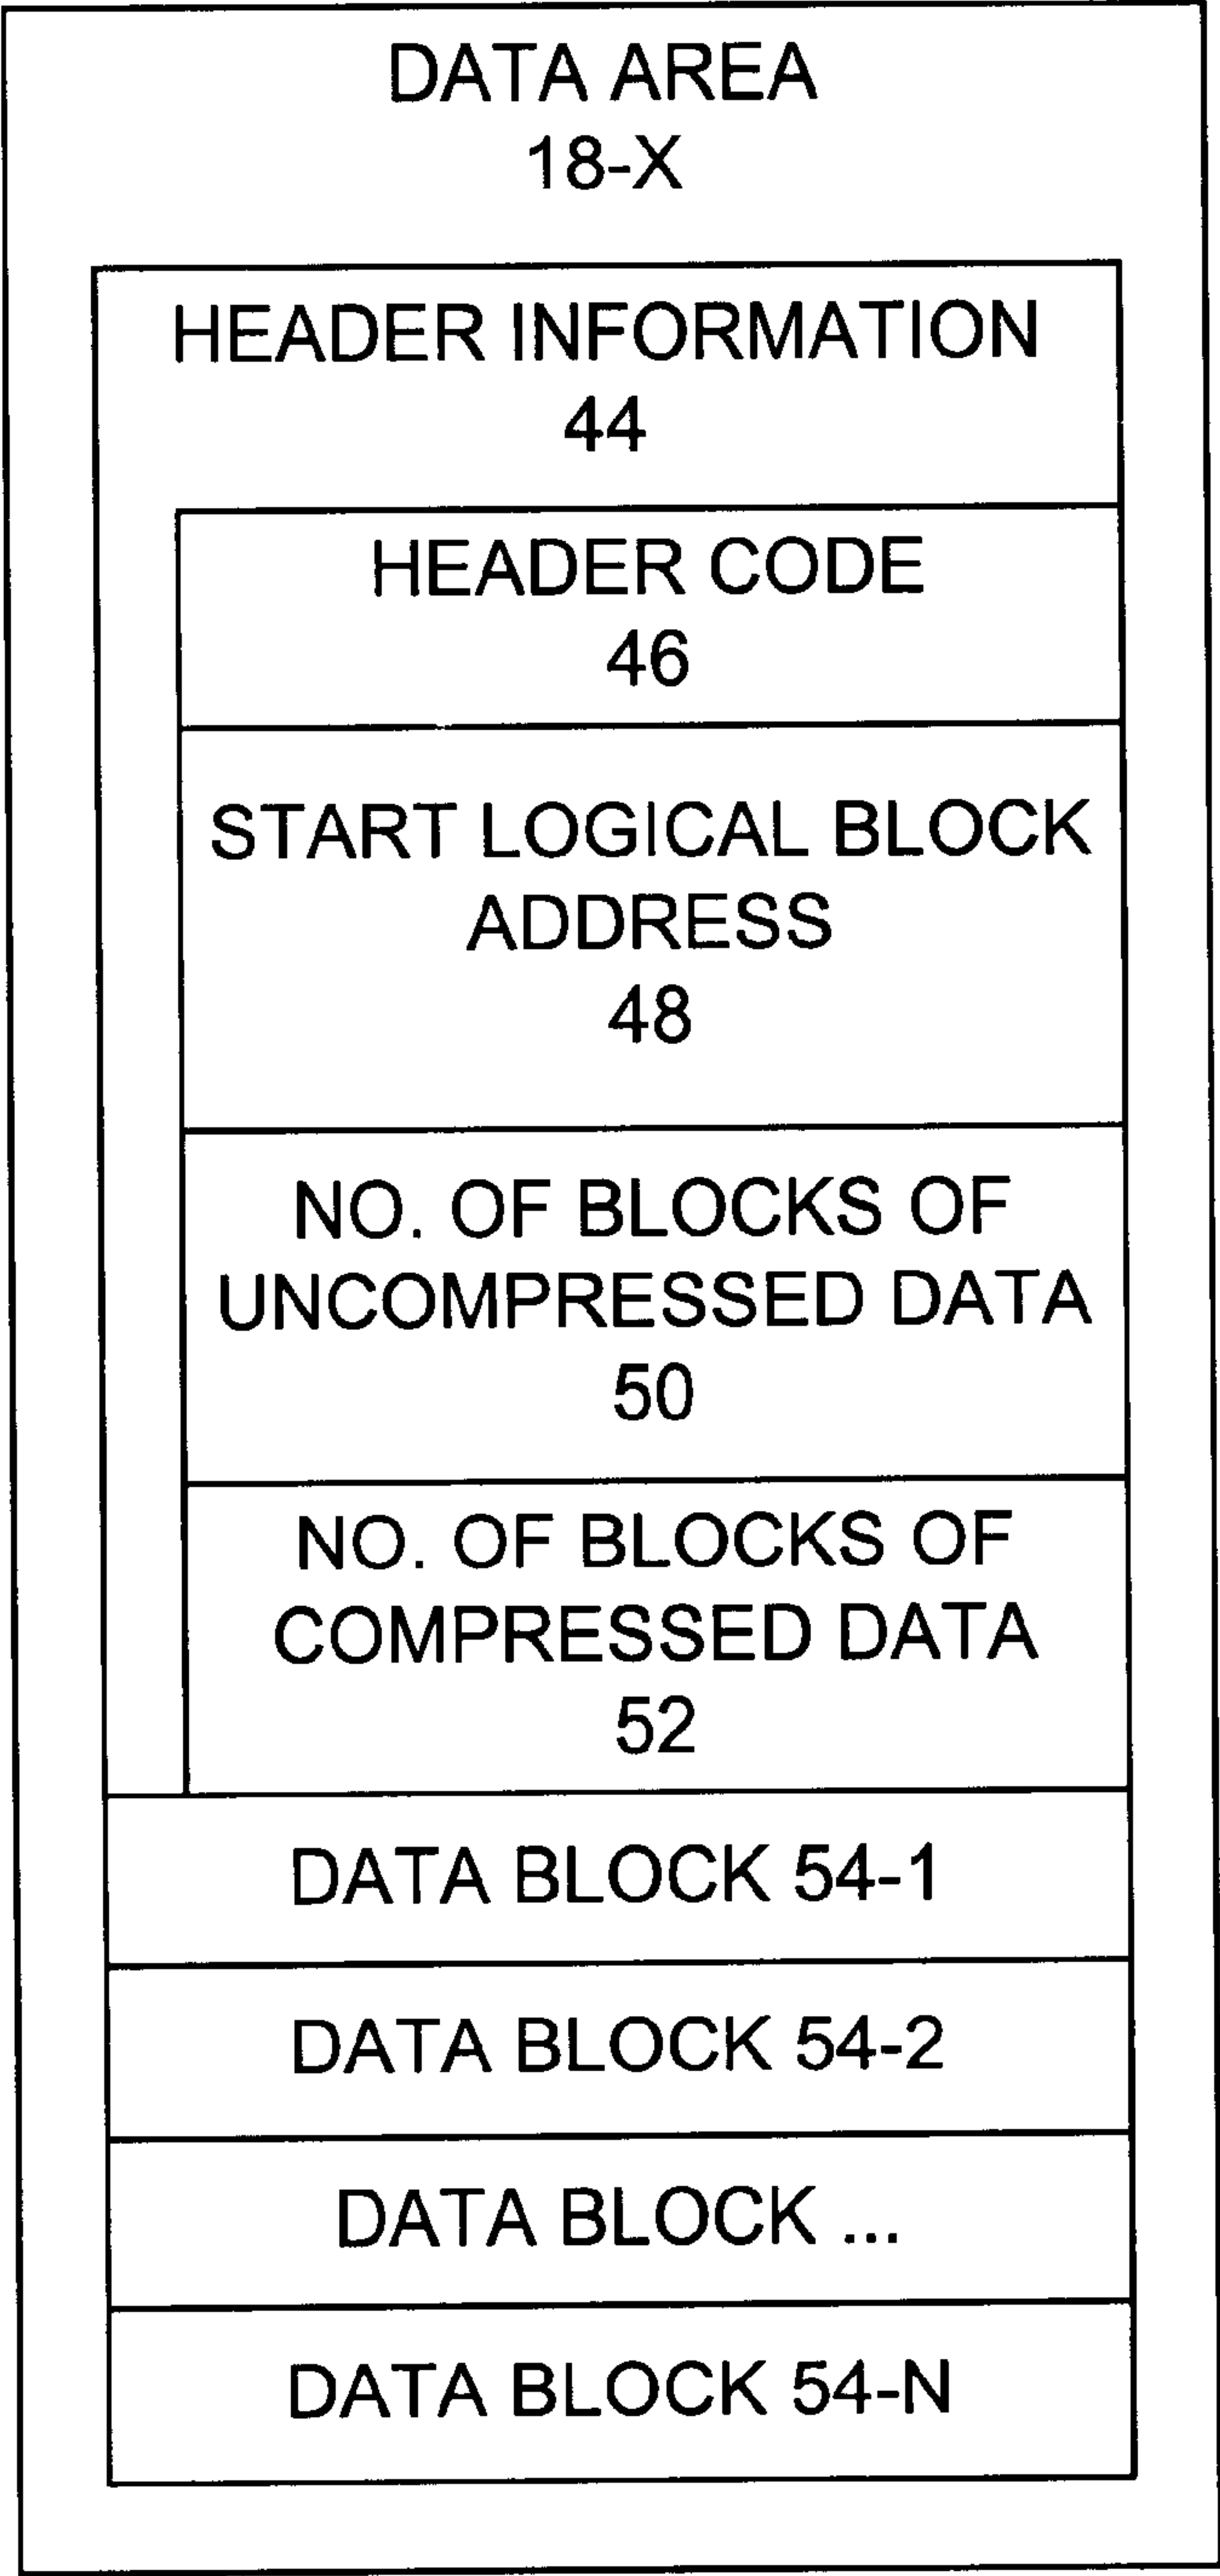 DATA AREA
18-X
HEADER INFORMATION
44
HEADER CODE
46
START LOGICAL BLOCK
ADDRESS
48
NO. OF BLOCKS OF
UNCOMPRESSED DATA
50
NO. OF BLOCKS OF
COMPRESSED DATA
52
DATA BLOCK 54-1
DATA BLOCK 54-2
DATA BLOCK ...
DATA BLOCK 54-N